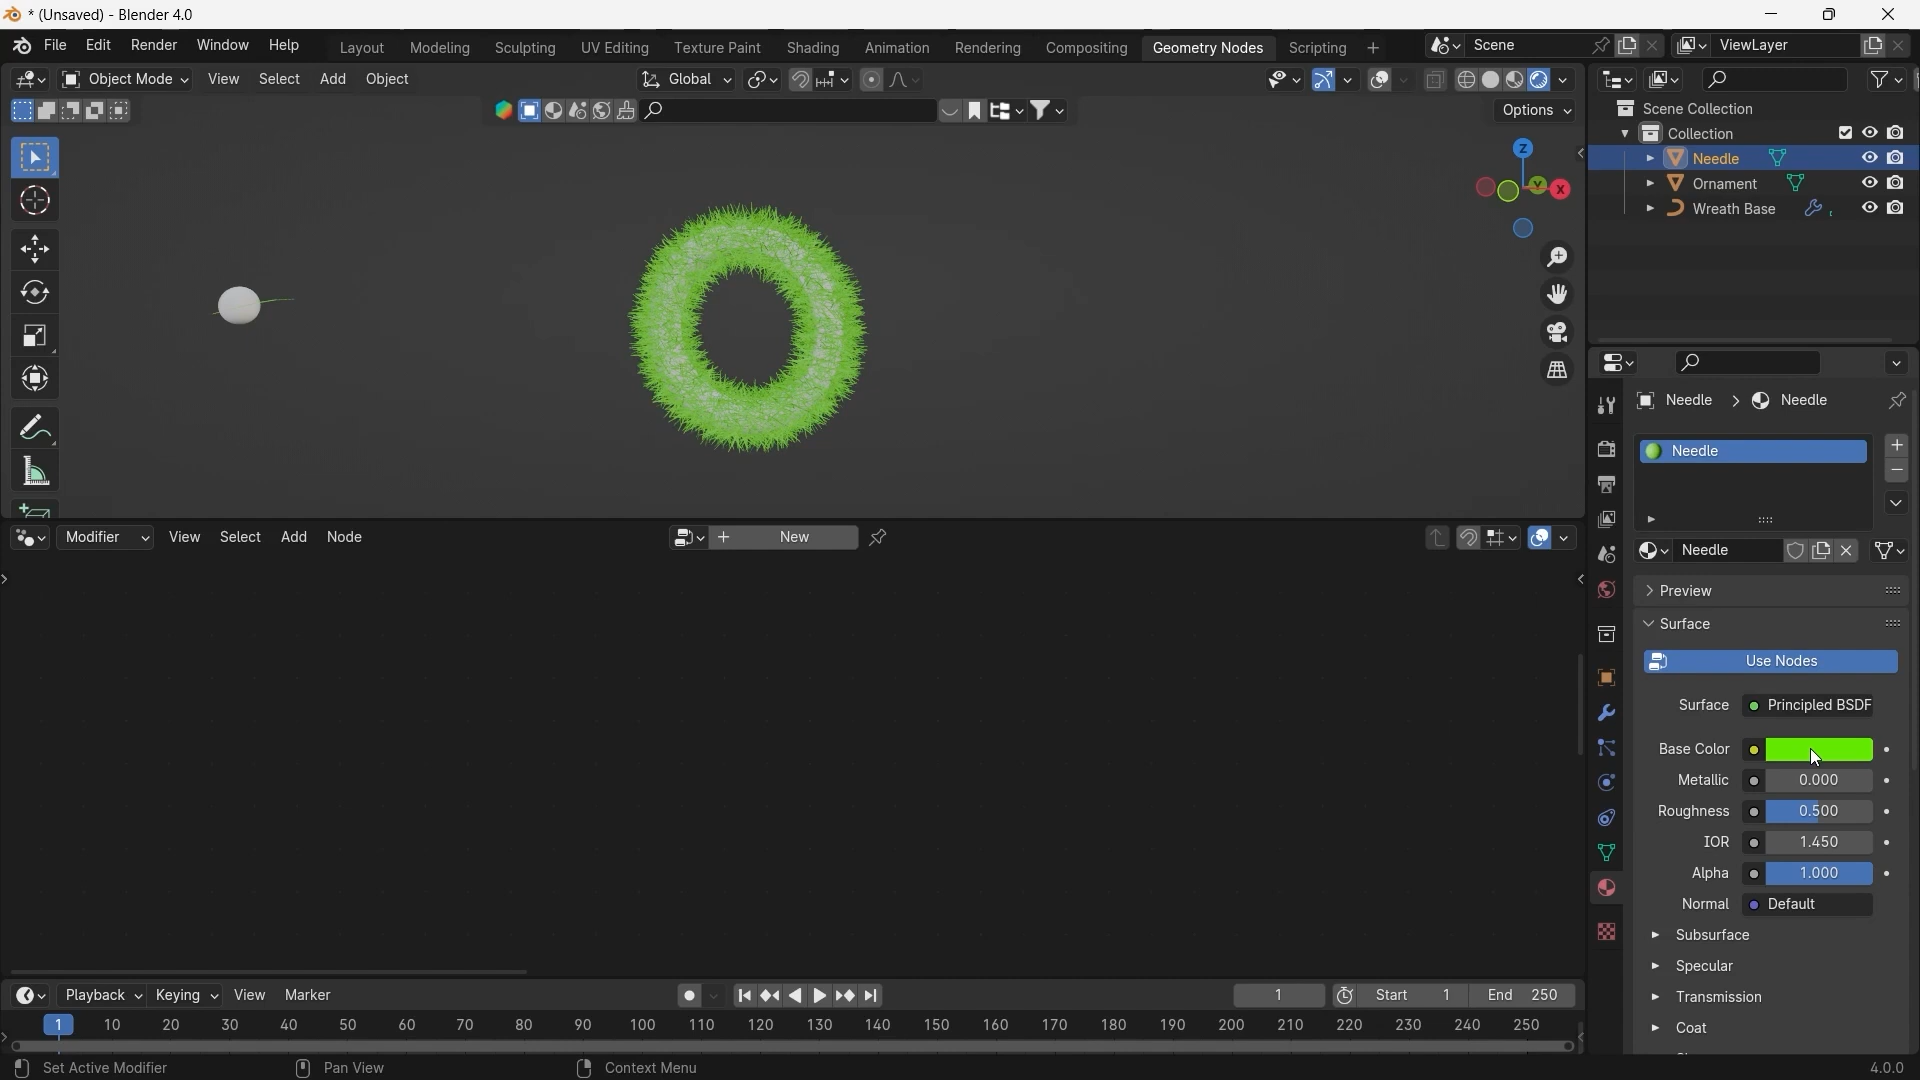 * (Unsaved) - Blender 4.0
File Edit Render Window Help Layout Modeling Sculpting UV Editing Texture Paint Shading Animation Rendering Compositing Geometry Nodes Scripting + Scene ViewLayer
Object Mode View Select Add Object Global
Options
Z
Y X
Scene Collection
Collection
Needle
Ornament
Wreath Base
Needle > Needle
Needle
Needle
Preview
Surface
Use Nodes
Surface Principled BSDF
Base Color
Metallic 0.000
Roughness 0.500
IOR 1.450
Alpha 1.000
Normal Default
Subsurface
Specular
Transmission
Coat
Modifier View Select Add Node + New
Playback Keying View Marker 1 Start 1 End 250
1 10 20 30 40 50 60 70 80 90 100 110 120 130 140 150 160 170 180 190 200 210 220 230 240 250
Set Active Modifier Pan View Context Menu 4.0.0